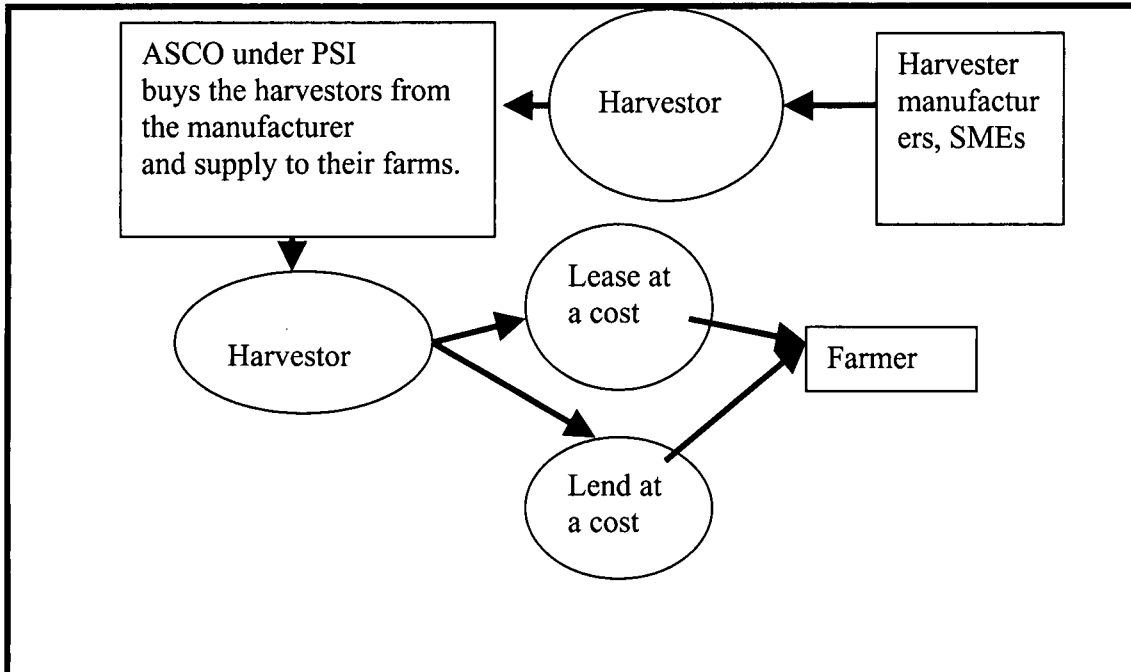 ASCO under PSI
buys the harvestors from
the manufacturer
and supply to their farms.
Harvestor
Harvester
manufactur
ers, SMEs
Harvestor
Lease at
a cost
Farmer
Lend at
a cost